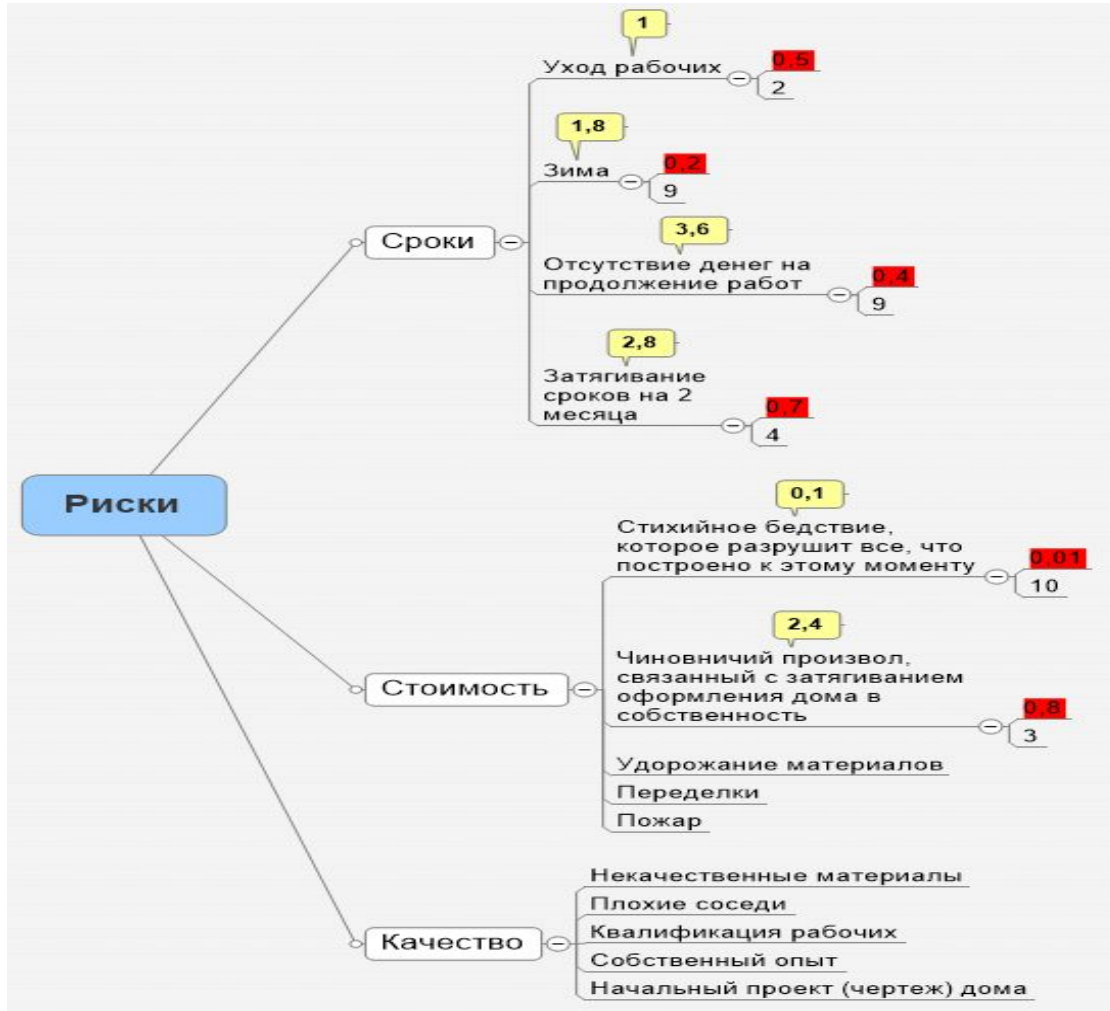 1
Уход рабочих
0,5
2
1,8
Зима
0,2
9
3,6
Отсутствие денег на
продолжение работ
0,4
9
Сроки
2,8
Затягивание
сроков на 2
месяца
0,7
4
Риски
0,1
Стихийное бедствие,
которое разрушит все, что
построено к этому моменту
0,01
10
2,4
Чиновничий произвол,
связанный с затягиванием
оформления дома в
собственность
0,8
3
Стоимость
Удорожание материалов
Переделки
Пожар
Некачественные материалы
Плохие соседи
Квалификация рабочих
Качество
Собственный опыт
Начальный проект (чертеж) дома